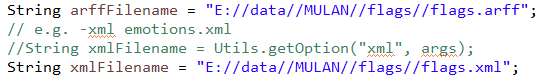 String arffFilename = "E://data//MULAN//flags//flags.arff";
// e.g. -xml emotions.xml
//String xmlFilename = Utils.getOption("xml", args);
String xmlFilename = "E://data//MULAN//flags//flags.xml";